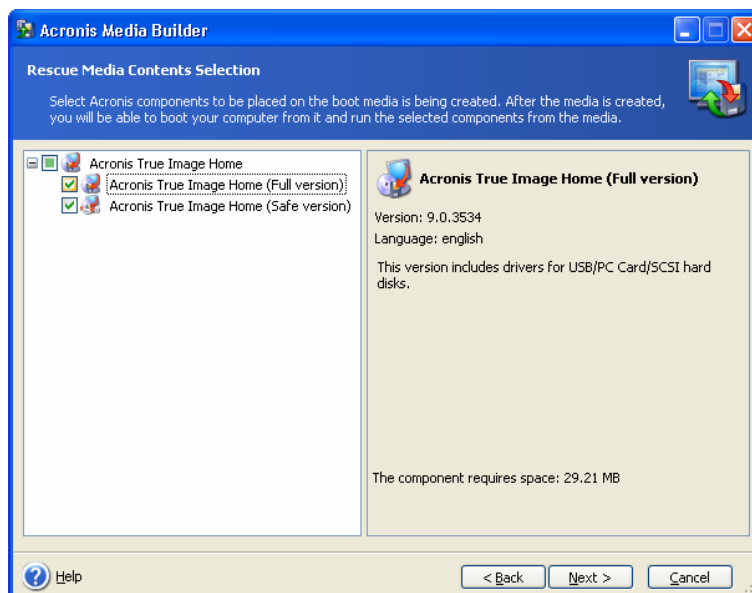 Acronis Media Builder
Rescue Media Contents Selection
Select Acronis components to be placed on the boot media is being created. After the media is created,
you will be able to boot your computer from it and run the selected components from the media.
Acronis True Image Home
Acronis True Image Home (Full version)
Acronis True Image Home (Safe version)
Acronis True Image Home (Full version)
Version: 9.0.3534
Language: english
This version includes drivers for USB/PC Card/SCSI hard
disks.
The component requires space: 29.21 MB
Help
< Back
Next >
Cancel